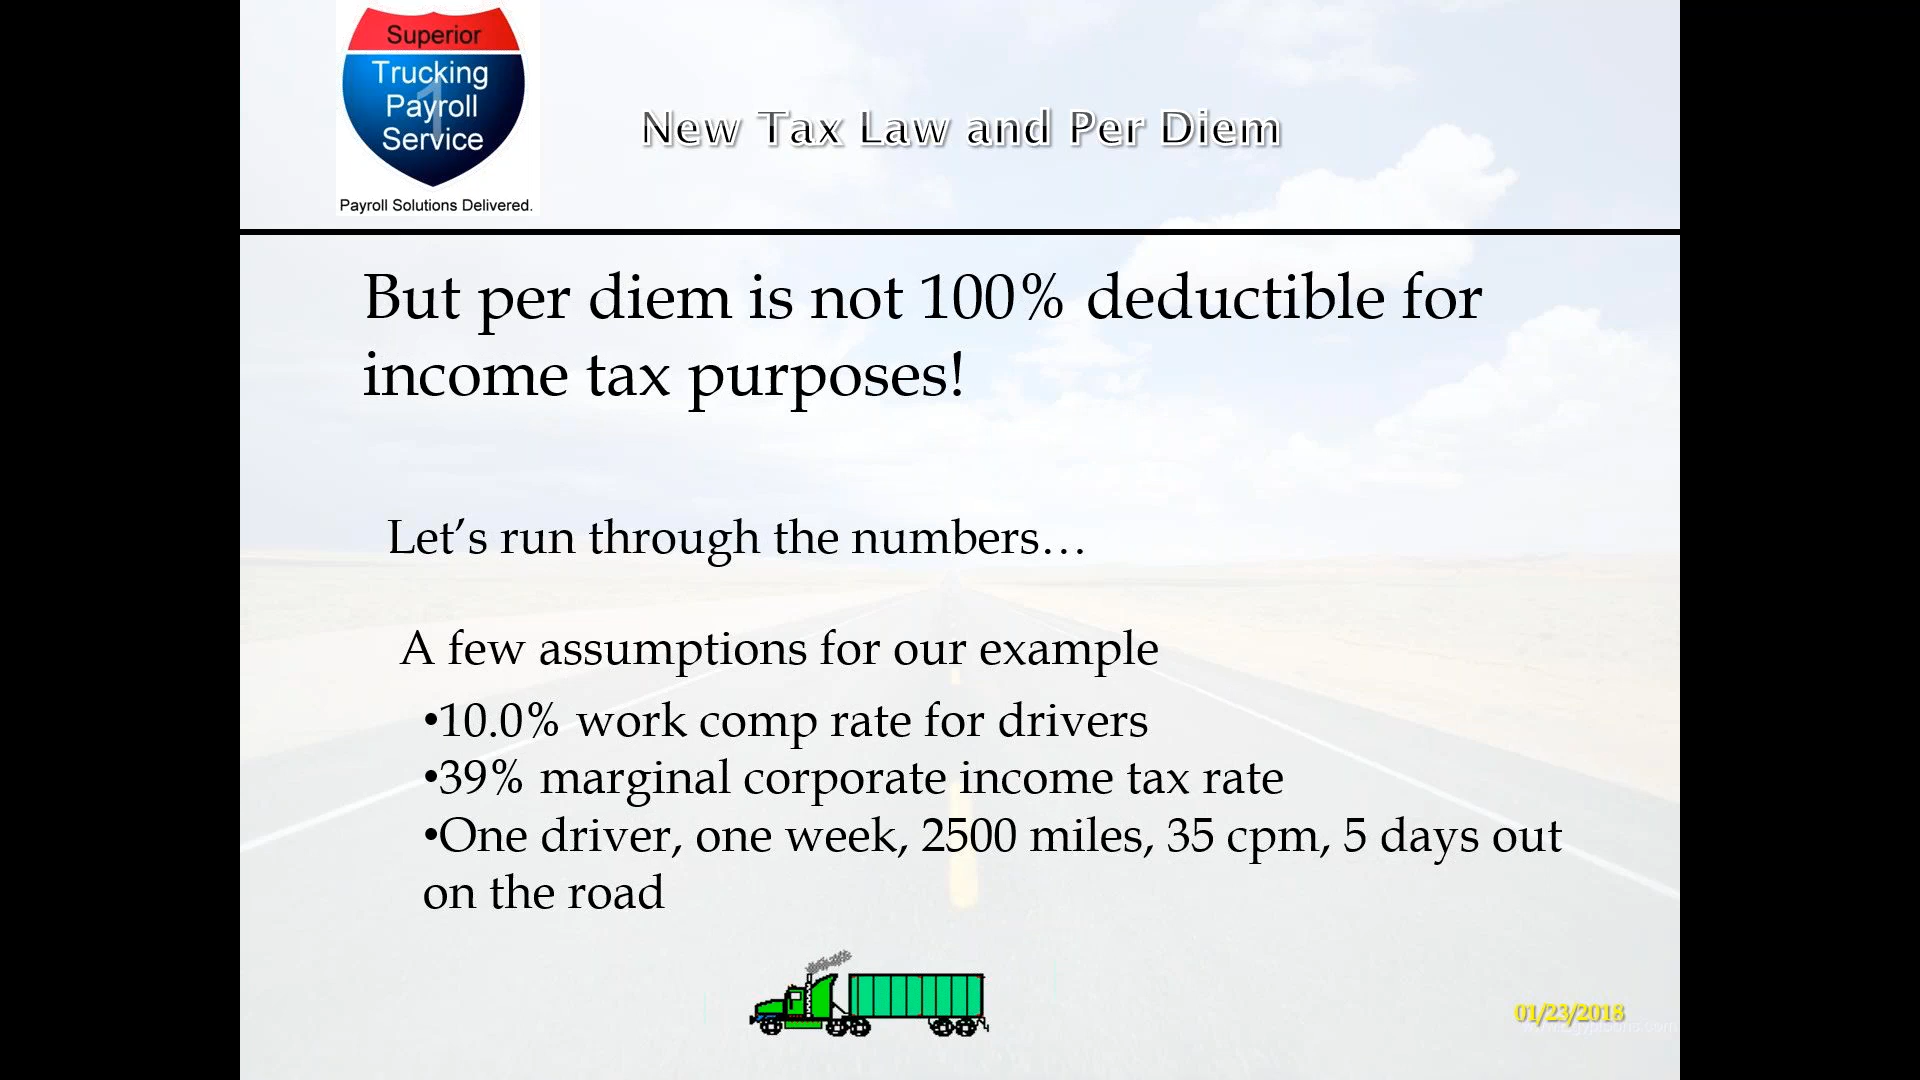 Superior
Trucking
Payroll
Service
Payroll Solutions Delivered.
New Tax Law and Per Diem
But per diem is not 100% deductible for
income tax purposes!
Let’s run through the numbers…
A few assumptions for our example
•10.0% work comp rate for drivers
•39% marginal corporate income tax rate
•One driver, one week, 2500 miles, 35 cpm, 5 days out
on the road
01/23/2018